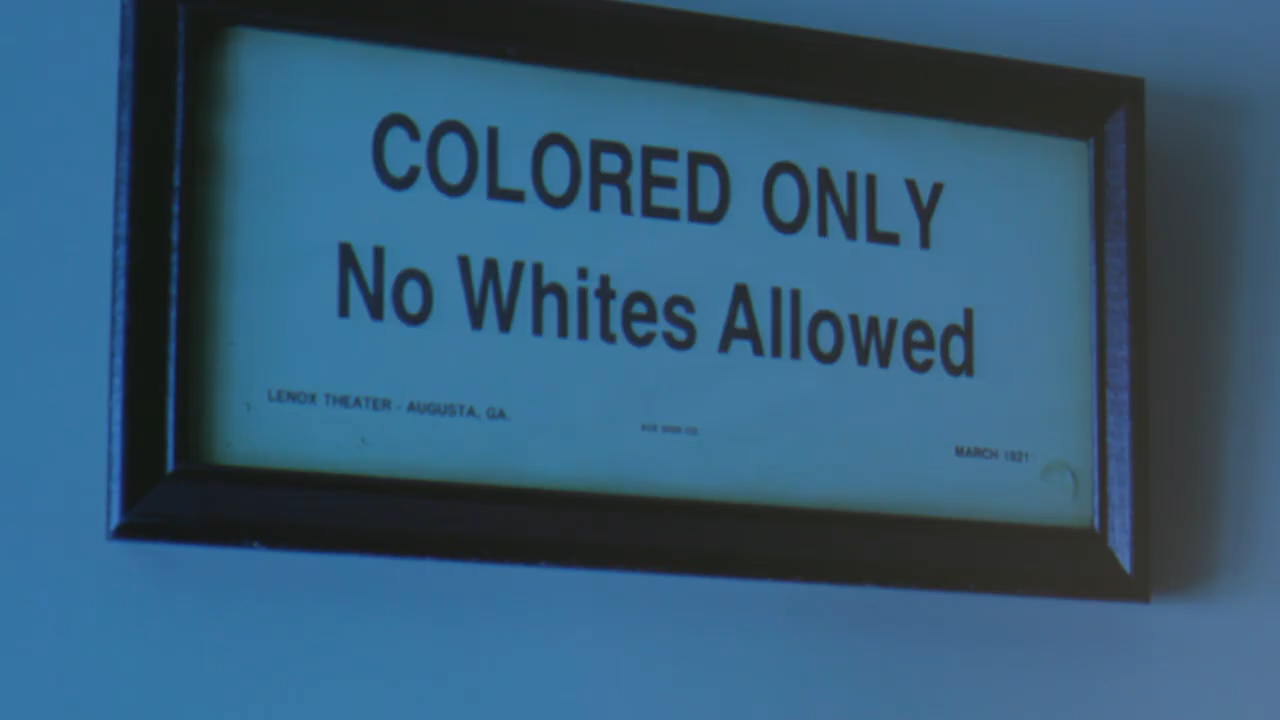 COLORED ONLY
No Whites Allowed
LENOX THEATER - AUGUSTA, GA.
MARCH 1921